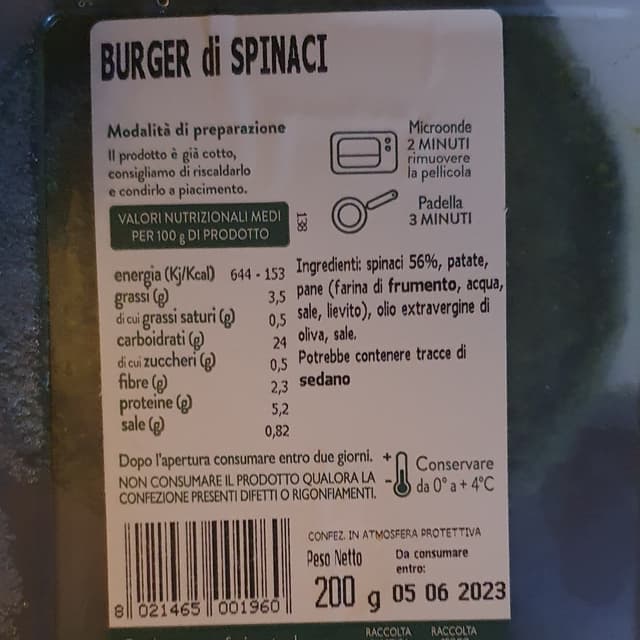 BURGER di SPINACI
Modalità di preparazione
Il prodotto è già cotto,
consigliamo di riscaldarlo
e condirlo a piacimento.
Microonde
2 MINUTI
rimuovere
la pellicola
Padella
3 MINUTI
VALORI NUTRIZIONALI MEDI
PER 100 g DI PRODOTTO
138
energia (Kj/Kcal) 644 - 153
grassi (g) 3,5
di cui grassi saturi (g) 0,5
carboidrati (g) 24
di cui zuccheri (g) 0,5
fibre (g) 2,3
proteine (g) 5,2
sale (g) 0,82
Ingredienti: spinaci 56%, patate,
pane (farina di frumento, acqua,
sale, lievito), olio extravergine di
oliva, sale.
Potrebbe contenere tracce di
sedano
Dopo l'apertura consumare entro due giorni.
NON CONSUMARE IL PRODOTTO QUALORA LA
CONFEZIONE PRESENTI DIFETTI O RIGONFIAMENTI.
+
-
Conservare
da 0° a + 4°C
CONFEZ. IN ATMOSFERA PROTETTIVA
Peso Netto
200 g
Da consumare
entro:
05 06 2023
8 021465 001960
RACCOLTA RACCOLTA